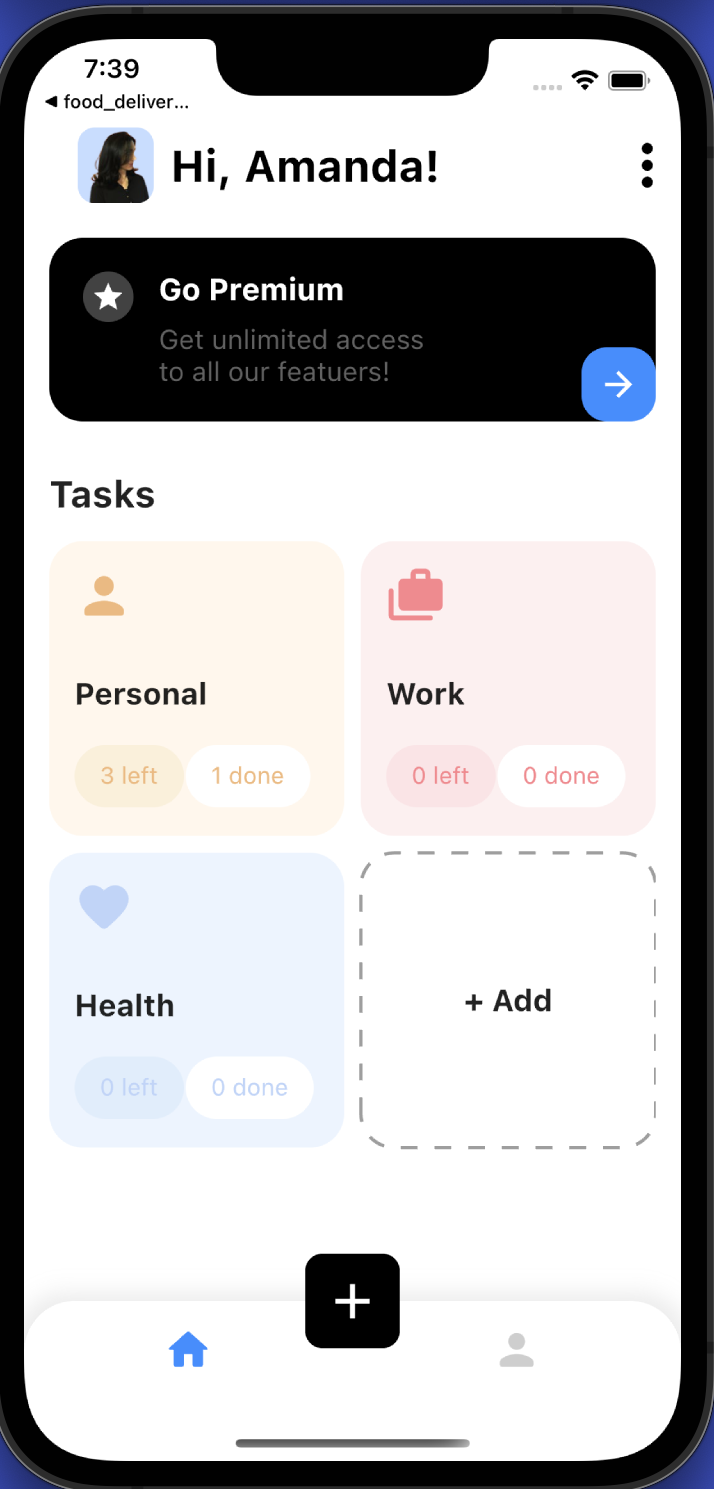 7:39
◀ food_deliver...
Hi, Amanda!
Go Premium
Get unlimited access
to all our featuers!
Tasks
Personal
Work
3 left
1 done
0 left
0 done
Health
+ Add
0 left
0 done